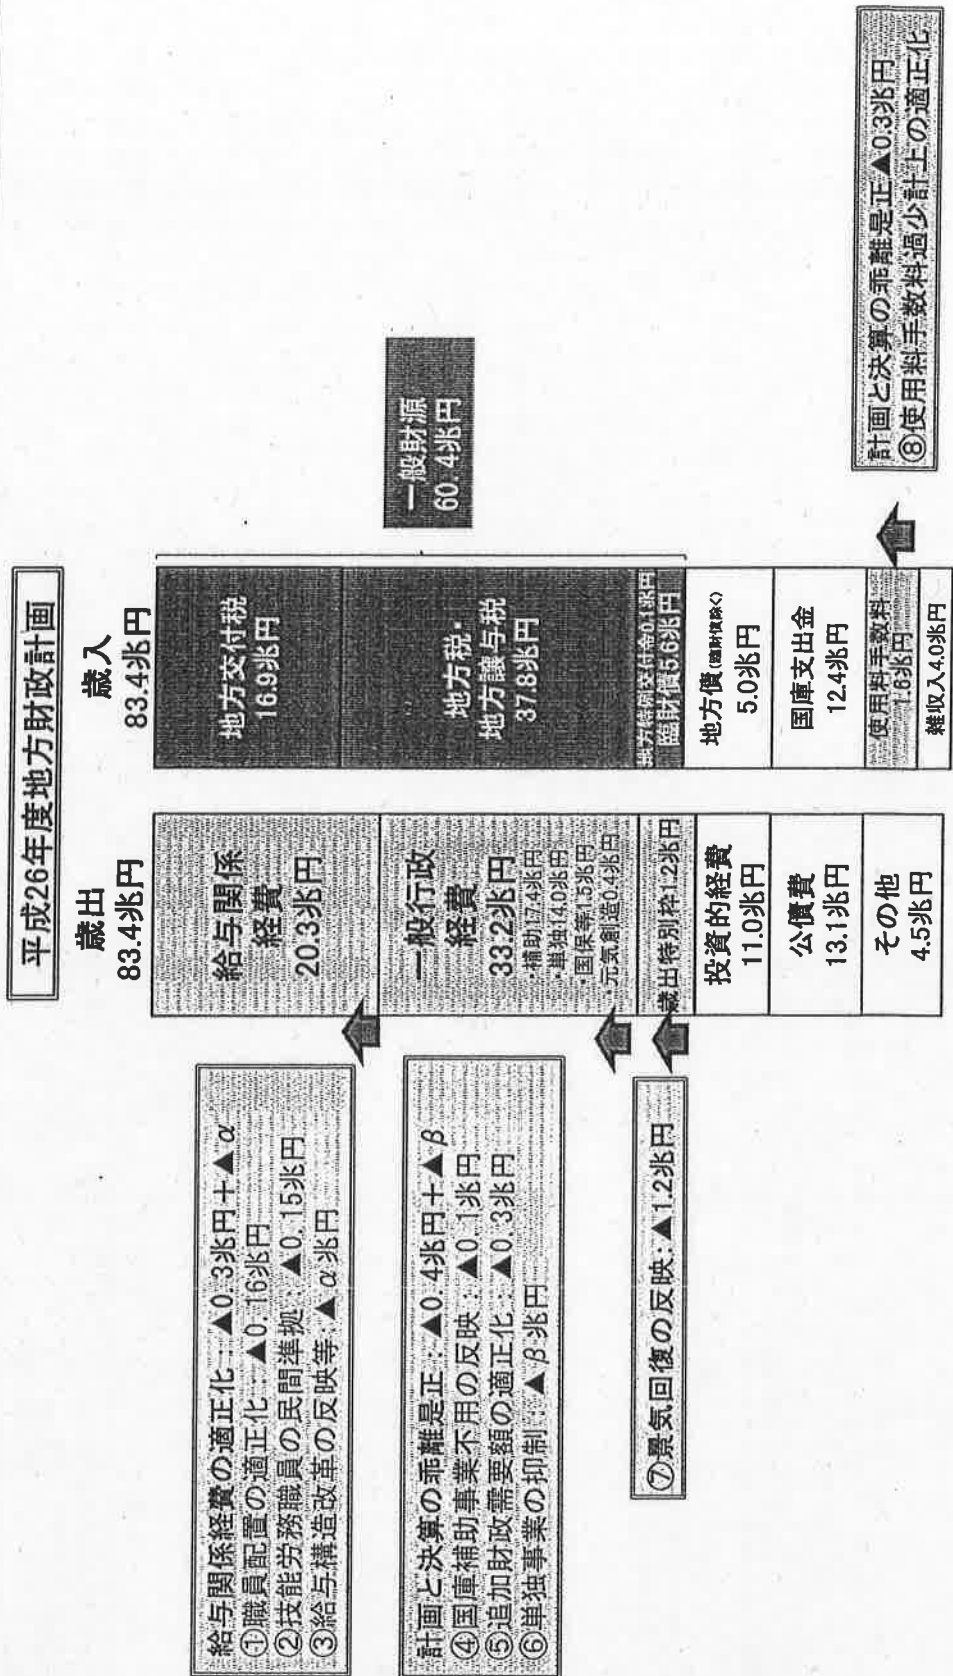 平成26年度地方財政計画
歳出
83.4兆円
歳入
83.4兆円
給与関係経費の適正化:▲0.3兆円+▲α
①職員配置の適正化:▲0.16兆円
②技能労務職員の民間準拠:▲0.15兆円
③給与構造改革の反映等:▲α兆円
計画と決算の乖離是正:▲0.4兆円+▲β
④国庫補助事業不用の反映:▲0.1兆円
⑤追加財政需要額の適正化:▲0.3兆円
⑥単独事業の抑制:▲β兆円
⑦景気回復の反映:▲1.2兆円
給与関係
経費
20.3兆円
一般行政
経費
33.2兆円
・補助17.4兆円
・単独14.0兆円
・国保等1.5兆円
・元気創造0.4兆円
歳出特別枠1.2兆円
投資的経費
11.0兆円
公債費
13.1兆円
その他
4.5兆円
地方交付税
16.9兆円
地方税・
地方譲与税
37.8兆円
地方特例交付金0.1兆円
臨財債5.6兆円
地方債(臨財債除く)
5.0兆円
国庫支出金
12.4兆円
使用料手数料
1.6兆円
雑収入4.0兆円
一般財源
60.4兆円
計画と決算の乖離是正▲0.3兆円
⑧使用料手数料過少計上の適正化